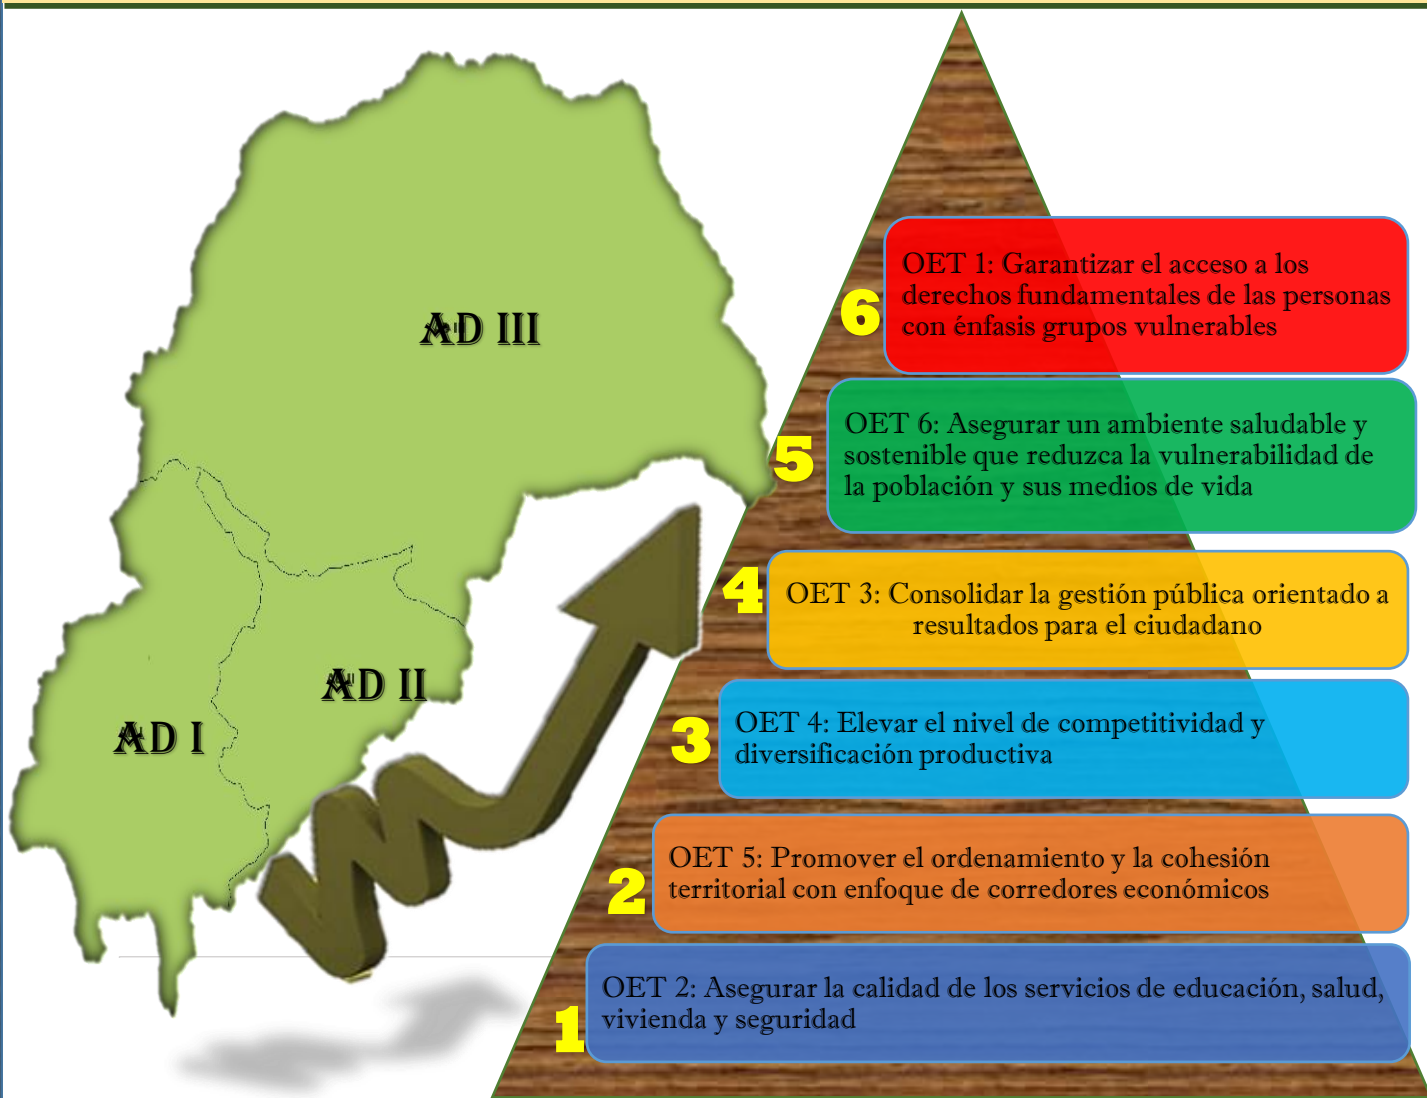 AD III
AD II
AD I
6
OET 1: Garantizar el acceso a los
derechos fundamentales de las personas
con énfasis grupos vulnerables
5
OET 6: Asegurar un ambiente saludable y
sostenible que reduzca la vulnerabilidad de
la población y sus medios de vida
4
OET 3: Consolidar la gestión pública orientado a
resultados para el ciudadano
3
OET 4: Elevar el nivel de competitividad y
diversificación productiva
2
OET 5: Promover el ordenamiento y la cohesión
territorial con enfoque de corredores económicos
1
OET 2: Asegurar la calidad de los servicios de educación, salud,
vivienda y seguridad